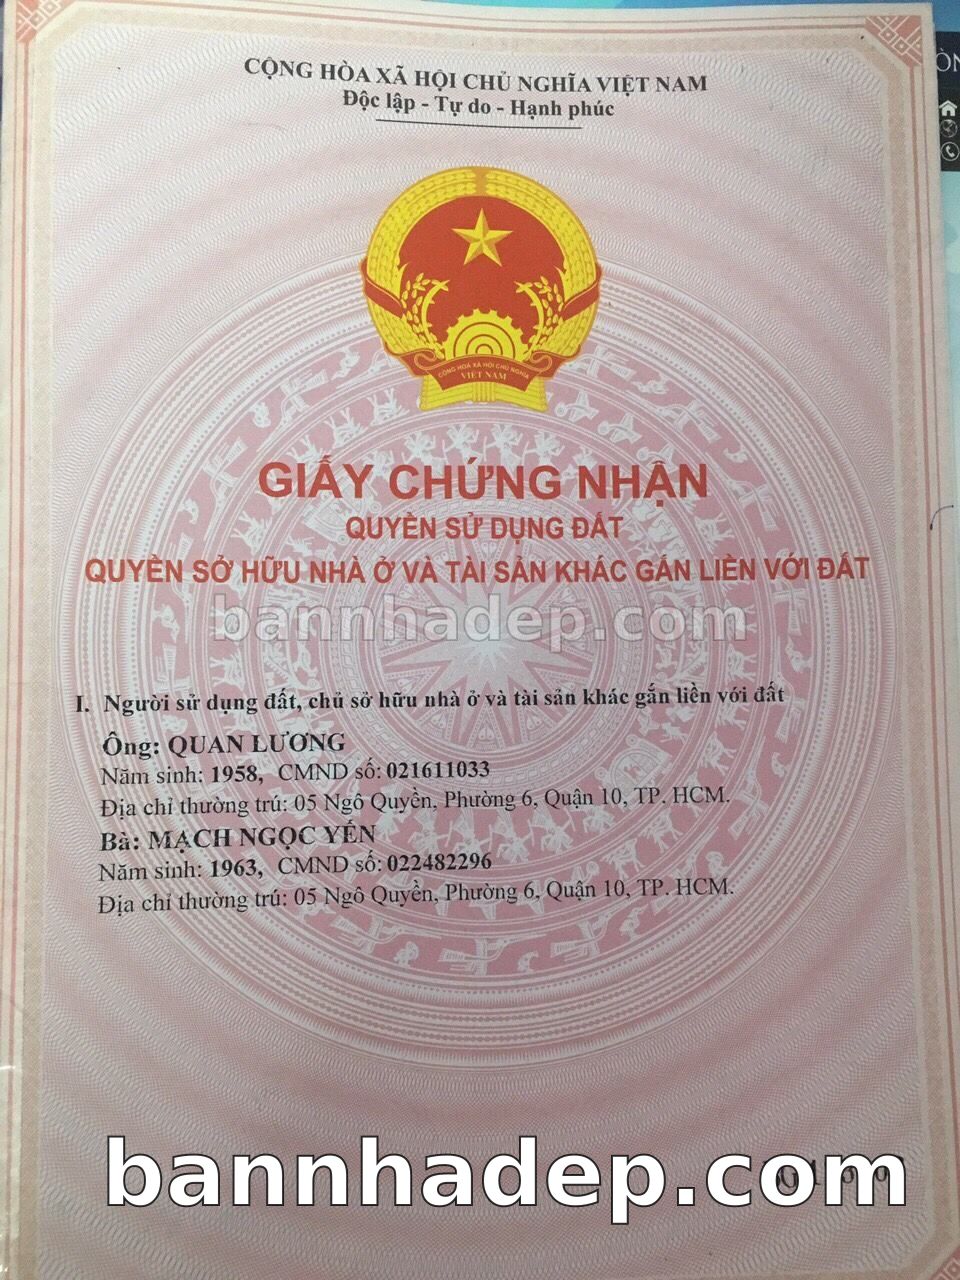 CỘNG HÒA XÃ HỘI CHỦ NGHĨA VIỆT NAM
Độc lập - Tự do - Hạnh phúc
CỘNG HOÀ XÃ HỘI CHỦ NGHĨA
VIỆT NAM
GIẤY CHỨNG NHẬN
QUYỀN SỬ DỤNG ĐẤT
QUYỀN SỞ HỮU NHÀ Ở VÀ TÀI SẢN KHÁC GẮN LIỀN VỚI ĐẤT
bannhadep.com
I. Người sử dụng đất, chủ sở hữu nhà ở và tài sản khác gắn liền với đất
Ông: QUAN LƯƠNG
Năm sinh: 1958, CMND số: 021611033
Địa chỉ thường trú: 05 Ngô Quyền, Phường 6, Quận 10, TP. HCM.
Bà: MẠCH NGỌC YẾN
Năm sinh: 1963, CMND số: 022482296
Địa chỉ thường trú: 05 Ngô Quyền, Phường 6, Quận 10, TP. HCM.
bannhadep.com